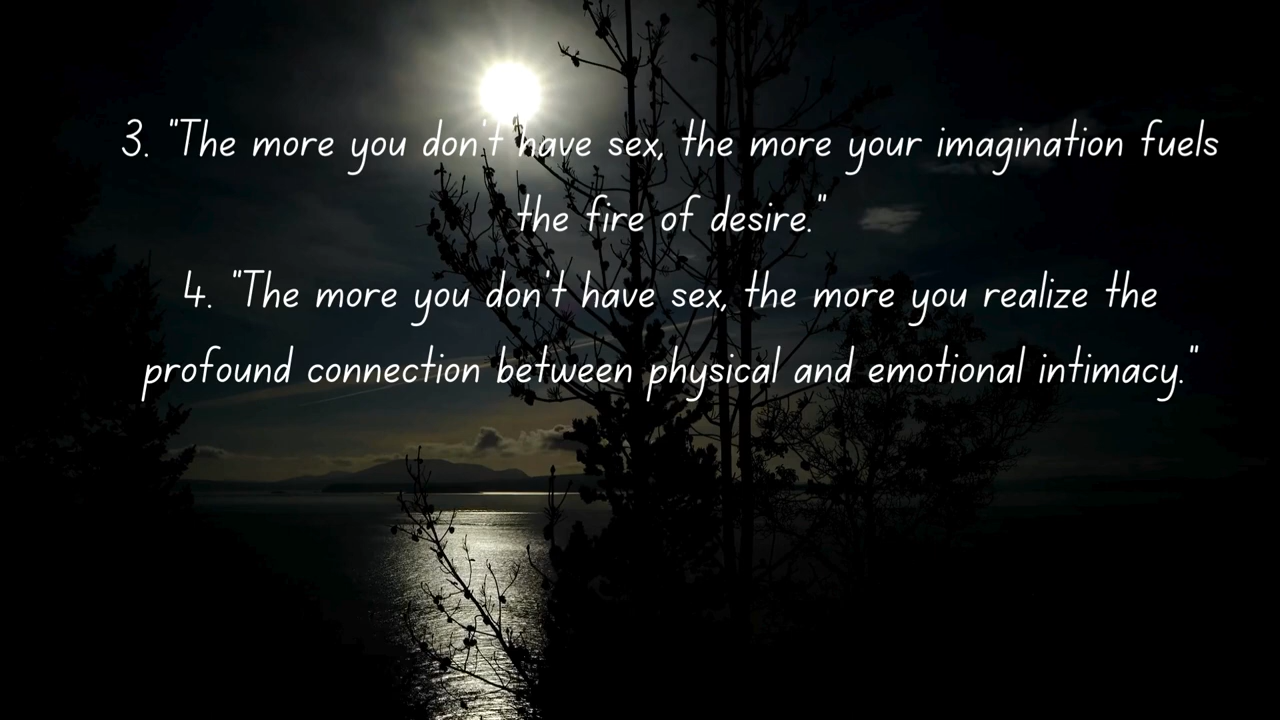 3. "The more you don't have sex, the more your imagination fuels
the fire of desire."
4. "The more you don't have sex, the more you realize the
profound connection between physical and emotional intimacy."